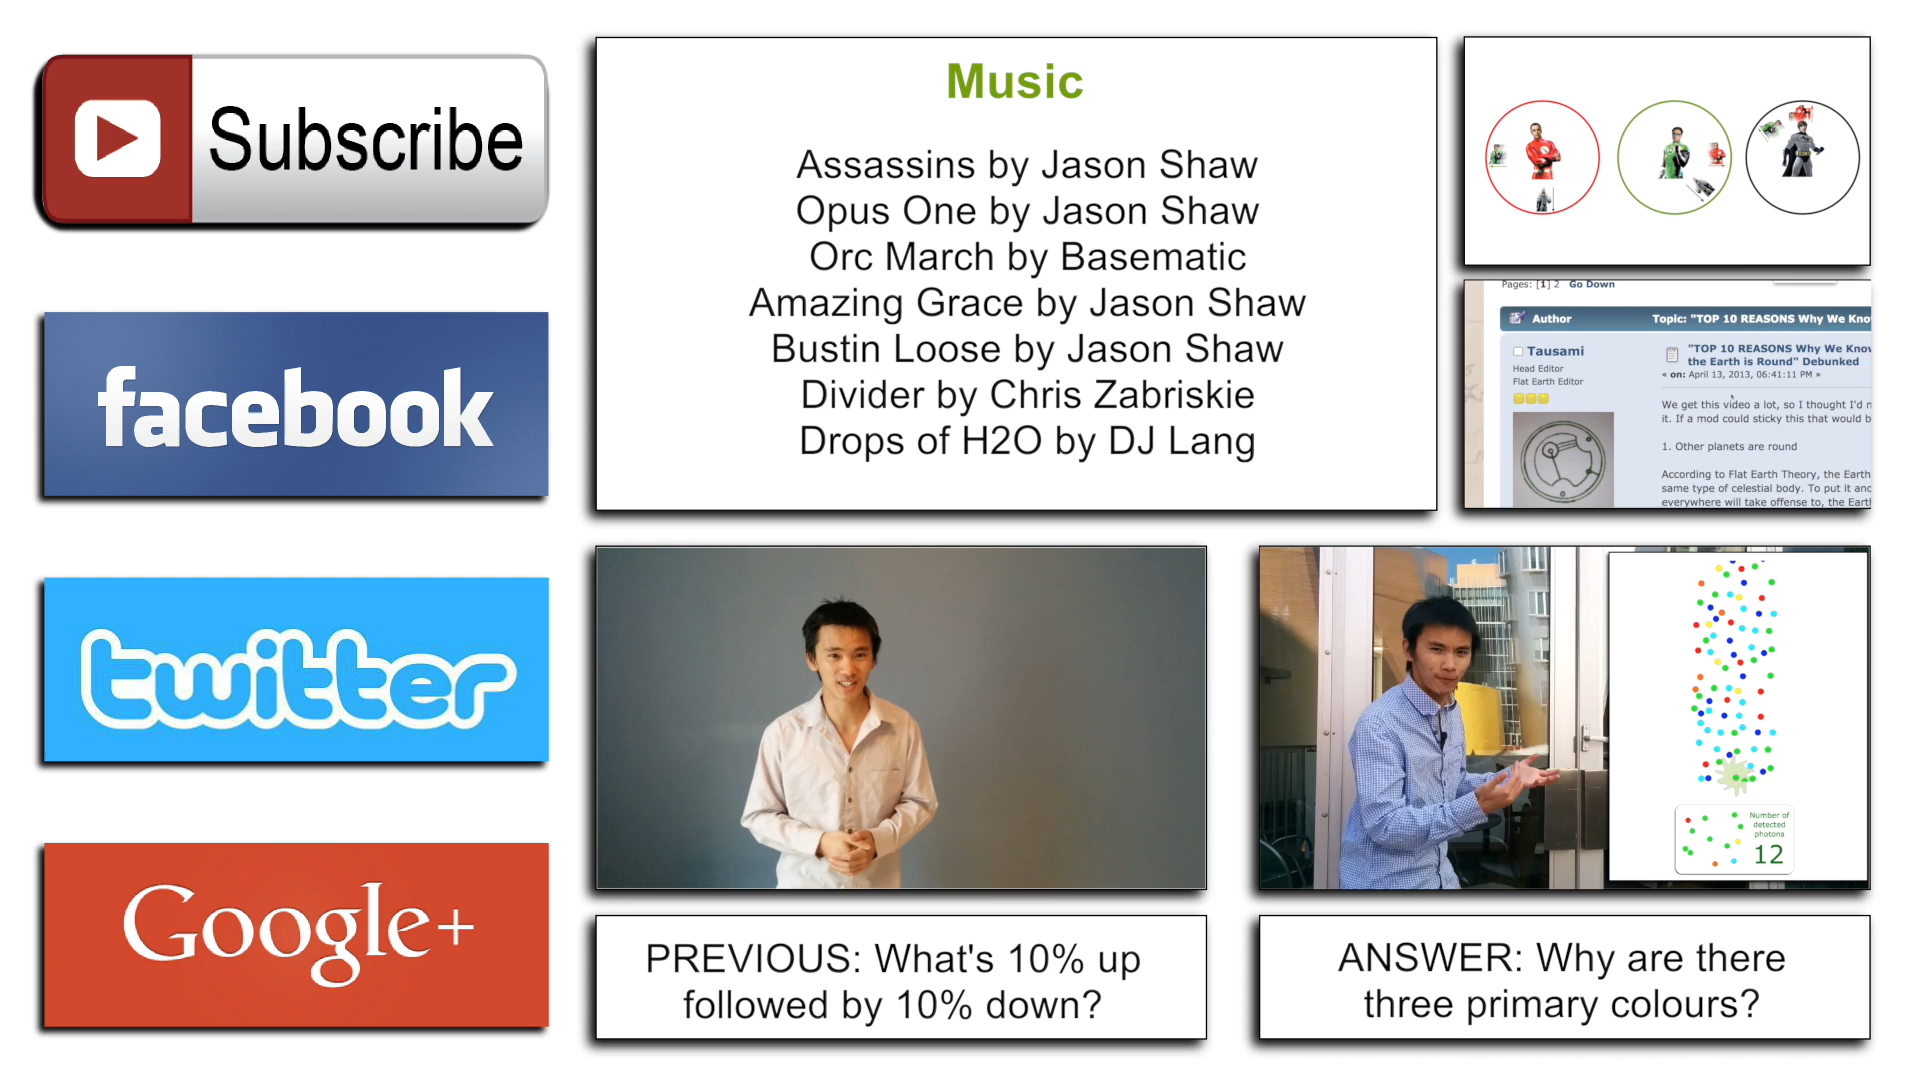 Subscribe
facebook
twitter
Google+
Music
Assassins by Jason Shaw
Opus One by Jason Shaw
Orc March by Basematic
Amazing Grace by Jason Shaw
Bustin Loose by Jason Shaw
Divider by Chris Zabriskie
Drops of H2O by DJ Lang
Pages: [1] 2 Go Down
Author
Topic: "TOP 10 REASONS Why We Kno
Tausami
Head Editor
Flat Earth Editor
"TOP 10 REASONS Why We Know
the Earth is Round" Debunked
« on: April 13, 2013, 06:41:11 PM »
We get this video a lot, so I thought I'd
it. If a mod could sticky this that would b
1. Other planets are round
According to Flat Earth Theory, the Earth
same type of celestial body. To put it
everywhere will take offense to, the Eart
Number of
detected
photons
12
PREVIOUS: What's 10% up
followed by 10% down?
ANSWER: Why are there
three primary colours?